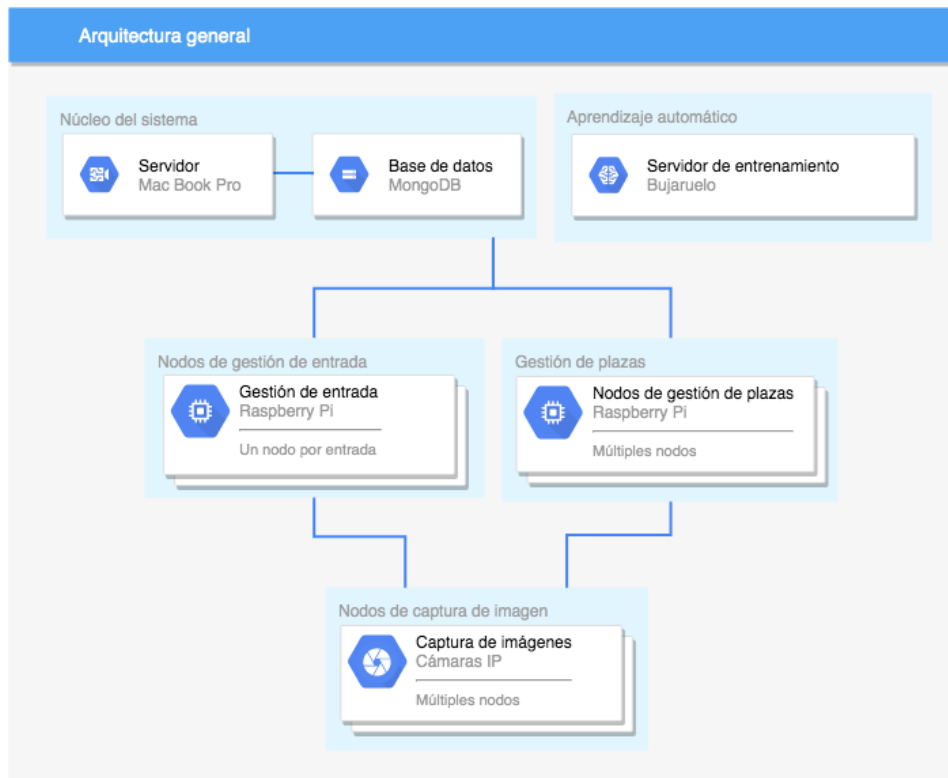 Arquitectura general
Núcleo del sistema
Servidor
Mac Book Pro
Base de datos
MongoDB
Aprendizaje automático
Servidor de entrenamiento
Bujaruelo
Nodos de gestión de entrada
Gestión de entrada
Raspberry Pi
Un nodo por entrada
Gestión de plazas
Nodos de gestión de plazas
Raspberry Pi
Múltiples nodos
Nodos de captura de imagen
Captura de imágenes
Cámaras IP
Múltiples nodos